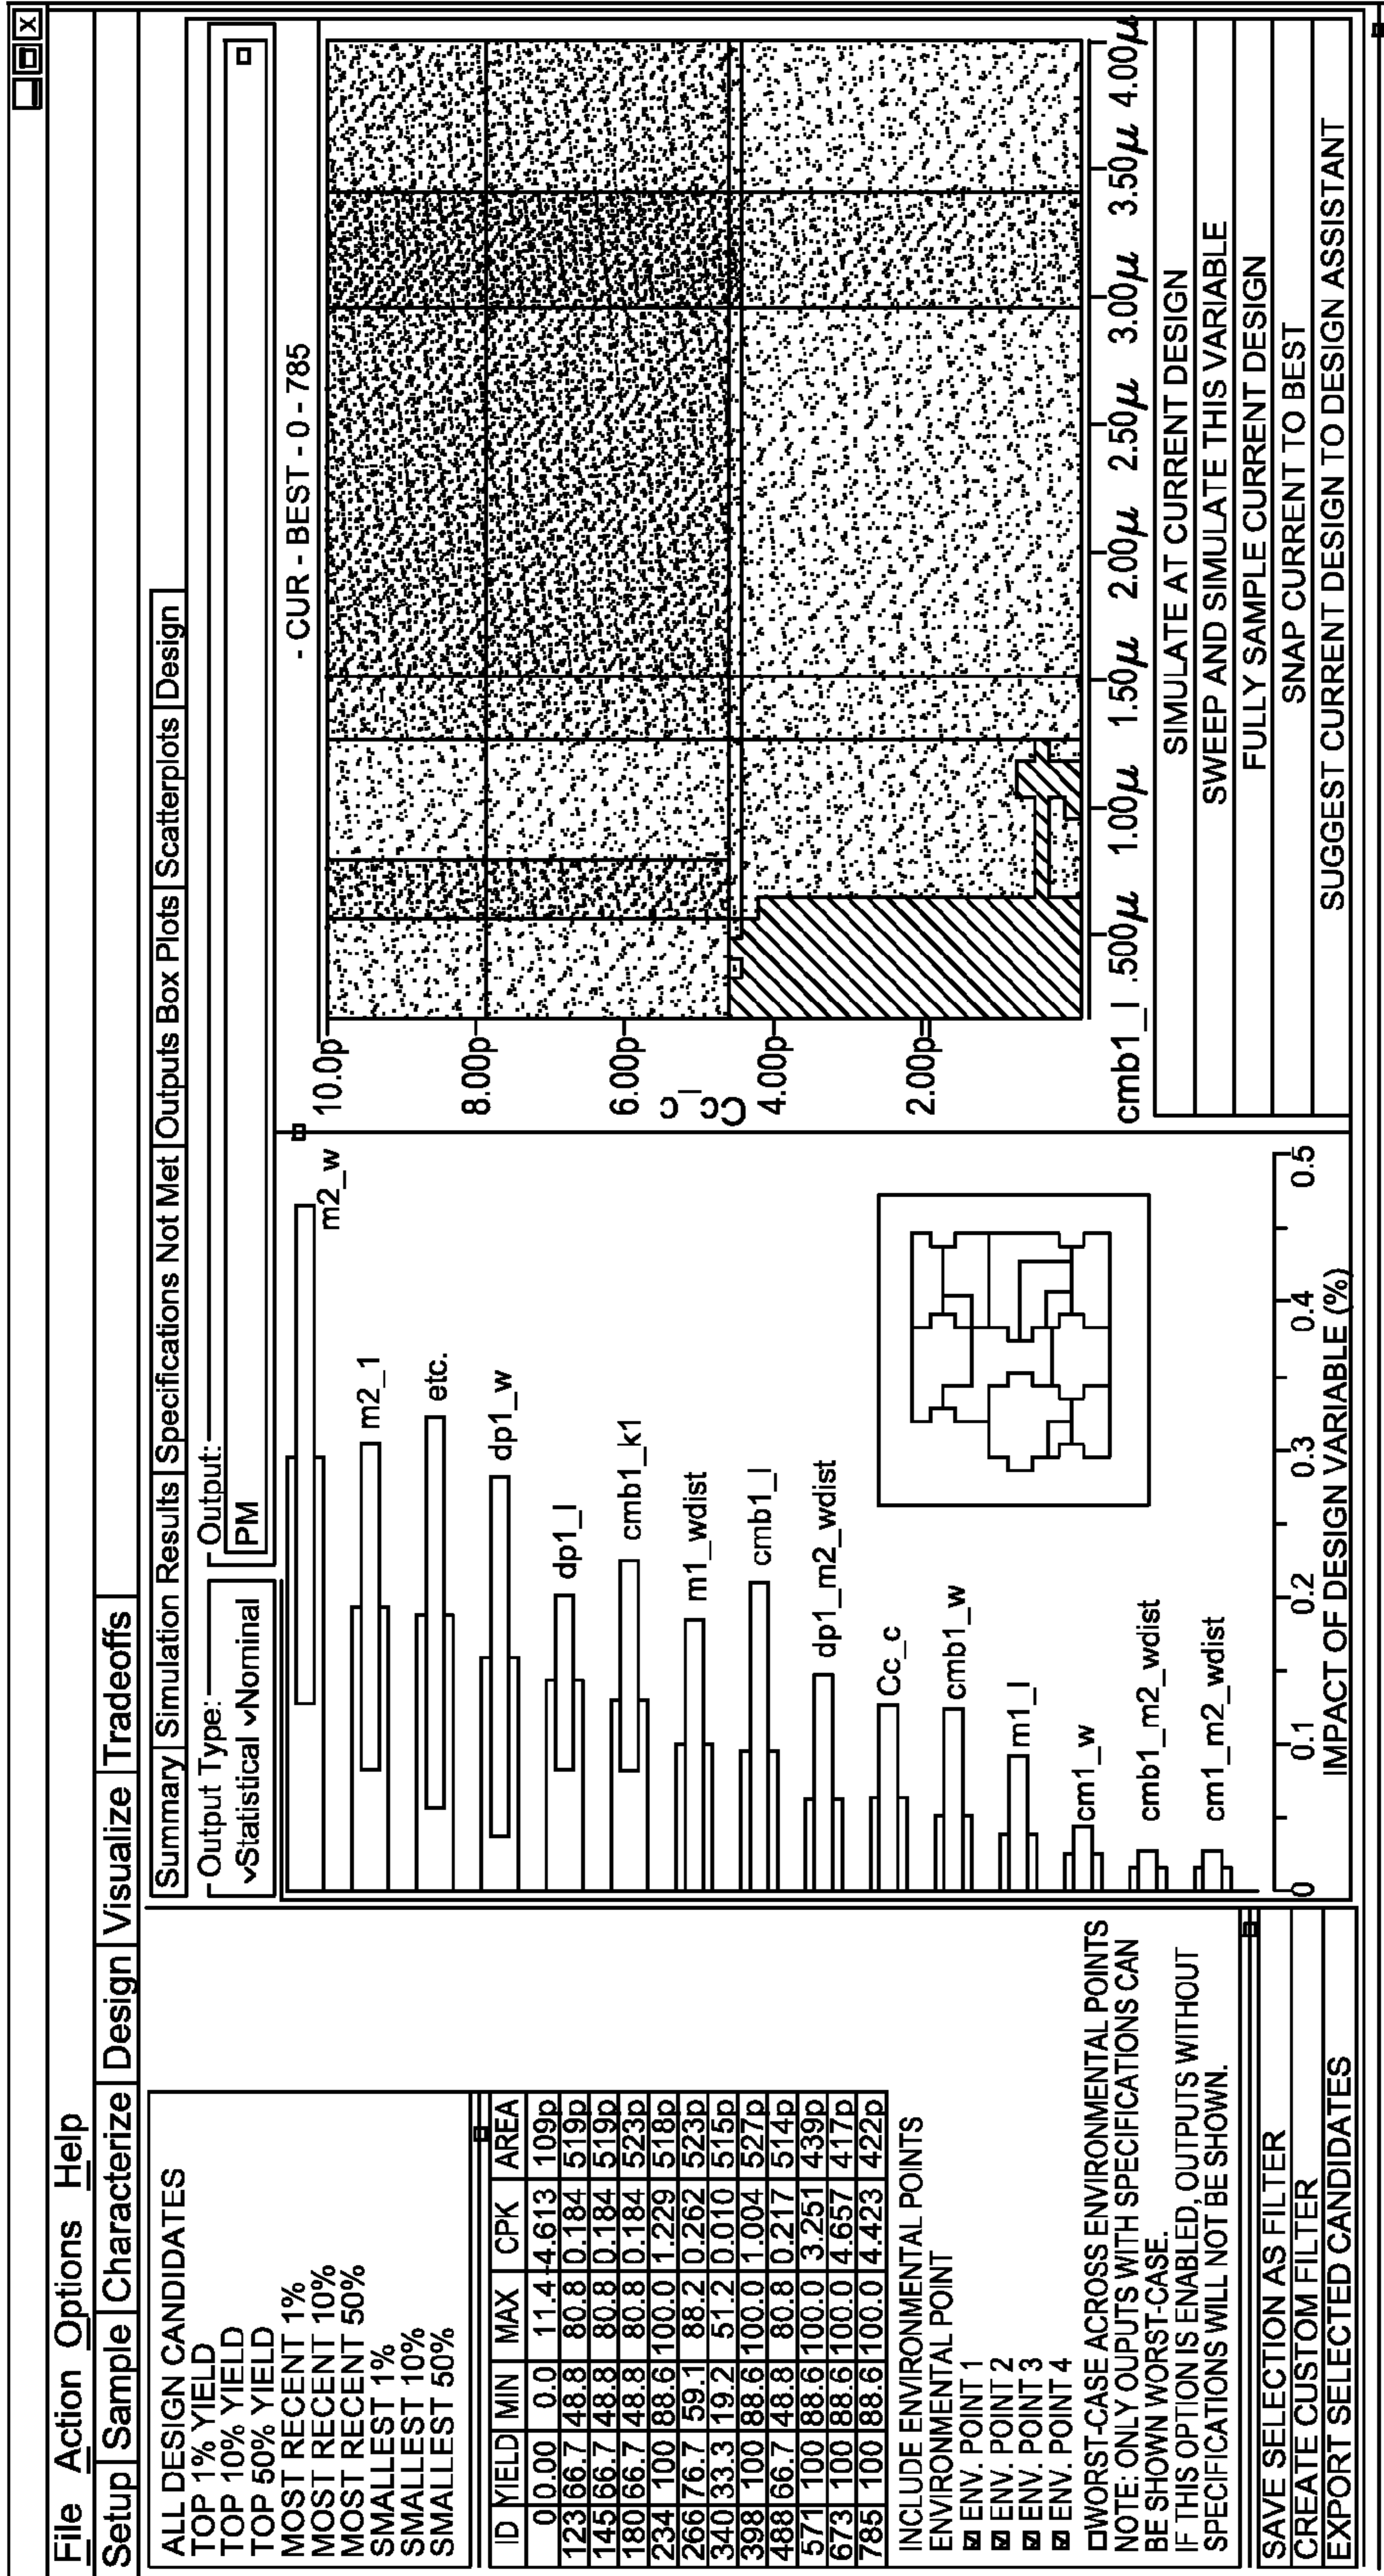 File Action Options Help
Setup Sample Characterize Design Visualize Tradeoffs
ALL DESIGN CANDIDATES
TOP 1% YIELD
TOP 10% YIELD
TOP 50% YIELD
MOST RECENT 1%
MOST RECENT 10%
MOST RECENT 50%
SMALLEST 1%
SMALLEST 10%
SMALLEST 50%
ID YIELD MIN MAX CPK AREA
0 0.00 0.0 11.4 -4.613 109p
123 66.7 48.8 80.8 0.184 519p
145 66.7 48.8 80.8 0.184 519p
180 66.7 48.8 80.8 0.184 523p
234 100 88.6 100.0 1.229 518p
266 76.7 59.1 88.2 0.262 523p
340 33.3 19.2 51.2 0.010 515p
398 100 88.6 100.0 1.004 527p
488 66.7 48.8 80.8 0.217 514p
571 100 88.6 100.0 3.251 439p
673 100 88.6 100.0 4.657 417p
785 100 88.6 100.0 4.423 422p
INCLUDE ENVIRONMENTAL POINTS
ENVIRONMENTAL POINT
ENV. POINT 1
ENV. POINT 2
ENV. POINT 3
ENV. POINT 4
WORST-CASE ACROSS ENVIRONMENTAL POINTS
NOTE: ONLY OUPUTS WITH SPECIFICATIONS CAN
BE SHOWN WORST-CASE.
IF THIS OPTION IS ENABLED, OUTPUTS WITHOUT
SPECIFICATIONS WILL NOT BE SHOWN.
SAVE SELECTION AS FILTER
CREATE CUSTOM FILTER
EXPORT SELECTED CANDIDATES
Summary Simulation Results Specifications Not Met Outputs Box Plots Scatterplots Design
Output Type:
Statistical Nominal
Output:
PM
m2_w
m2_1
etc.
dp1_w
dp1_l
cmb1_k1
m1_wdist
cmb1_l
dp1_m2_wdist
Cc_c
cmb1_w
m1_l
cm1_w
cmb1_m2_wdist
cm1_m2_wdist
0 0.1 0.2 0.3 0.4 0.5
IMPACT OF DESIGN VARIABLE (%)
- CUR - BEST - 0 - 785
10.0p
8.00p
6.00p
Cc_c
4.00p
2.00p
cmb1_l .500μ 1.00μ 1.50μ 2.00μ 2.50μ 3.00μ 3.50μ 4.00μ
SIMULATE AT CURRENT DESIGN
SWEEP AND SIMULATE THIS VARIABLE
FULLY SAMPLE CURRENT DESIGN
SNAP CURRENT TO BEST
SUGGEST CURRENT DESIGN TO DESIGN ASSISTANT